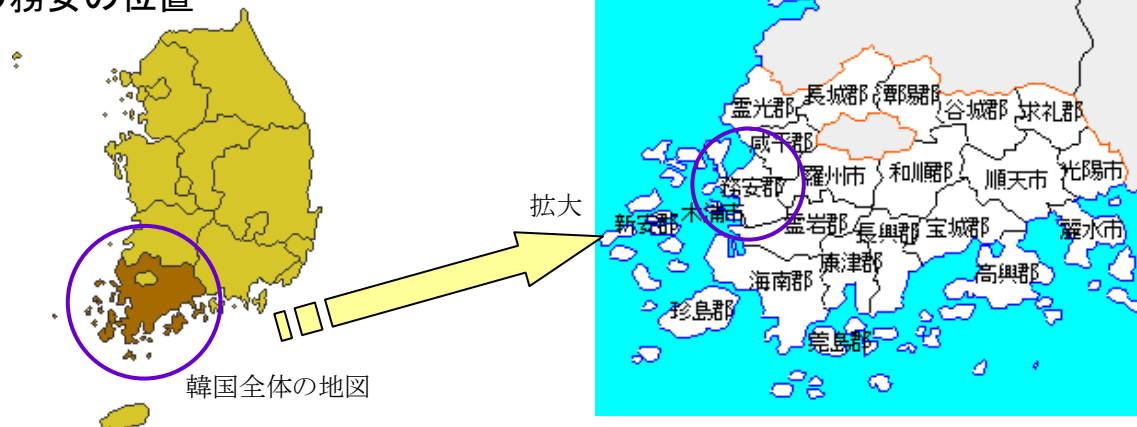 務安の位置
拡大
韓国全体の地図
霊光郡
長城郡
潭陽郡
谷城郡
求礼郡
咸平郡
務安郡
羅州市
和順郡
順天市
光陽市
新安郡
木浦市
霊岩郡
長興郡
宝城郡
麗水市
海南郡
康津郡
高興郡
珍島郡
莞島郡